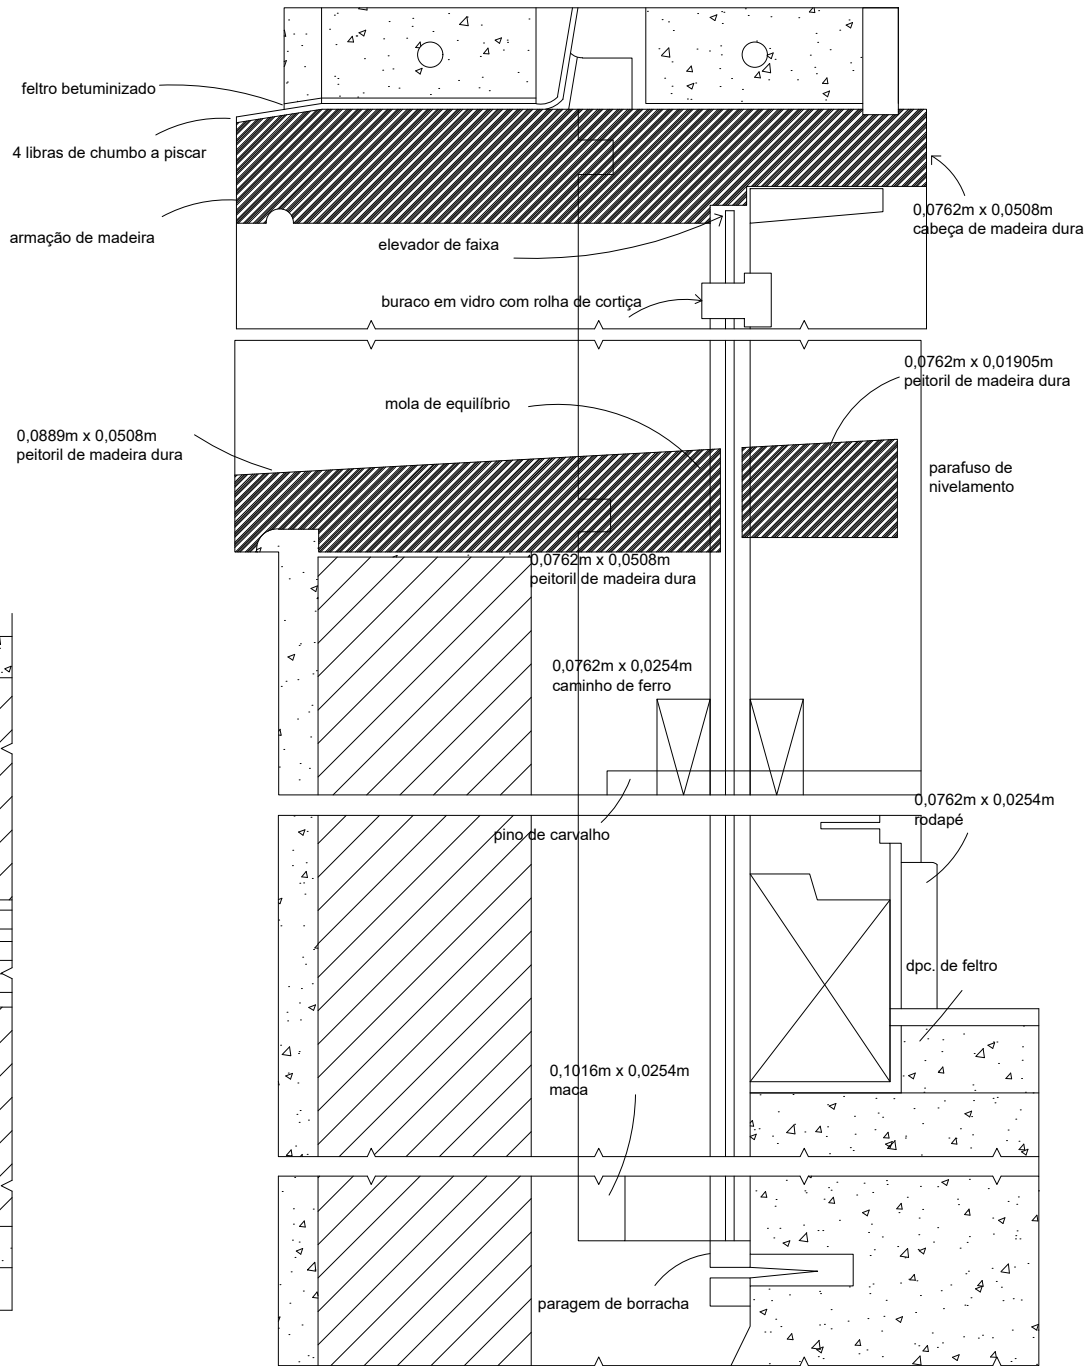 feltro betuminizado
4 libras de chumbo a piscar
armação de madeira
elevador de faixa
0,0762m x 0,0508m
cabeça de madeira dura
buraco em vidro com rolha de cortiça
0,0762m x 0,01905m
peitoril de madeira dura
mola de equilíbrio
0,0889m x 0,0508m
peitoril de madeira dura
parafuso de
nivelamento
0,0762m x 0,0508m
peitoril de madeira dura
0,0762m x 0,0254m
caminho de ferro
0,0762m x 0,0254m
rodapé
pino de carvalho
dpc. de feltro
0,1016m x 0,0254m
maca
paragem de borracha